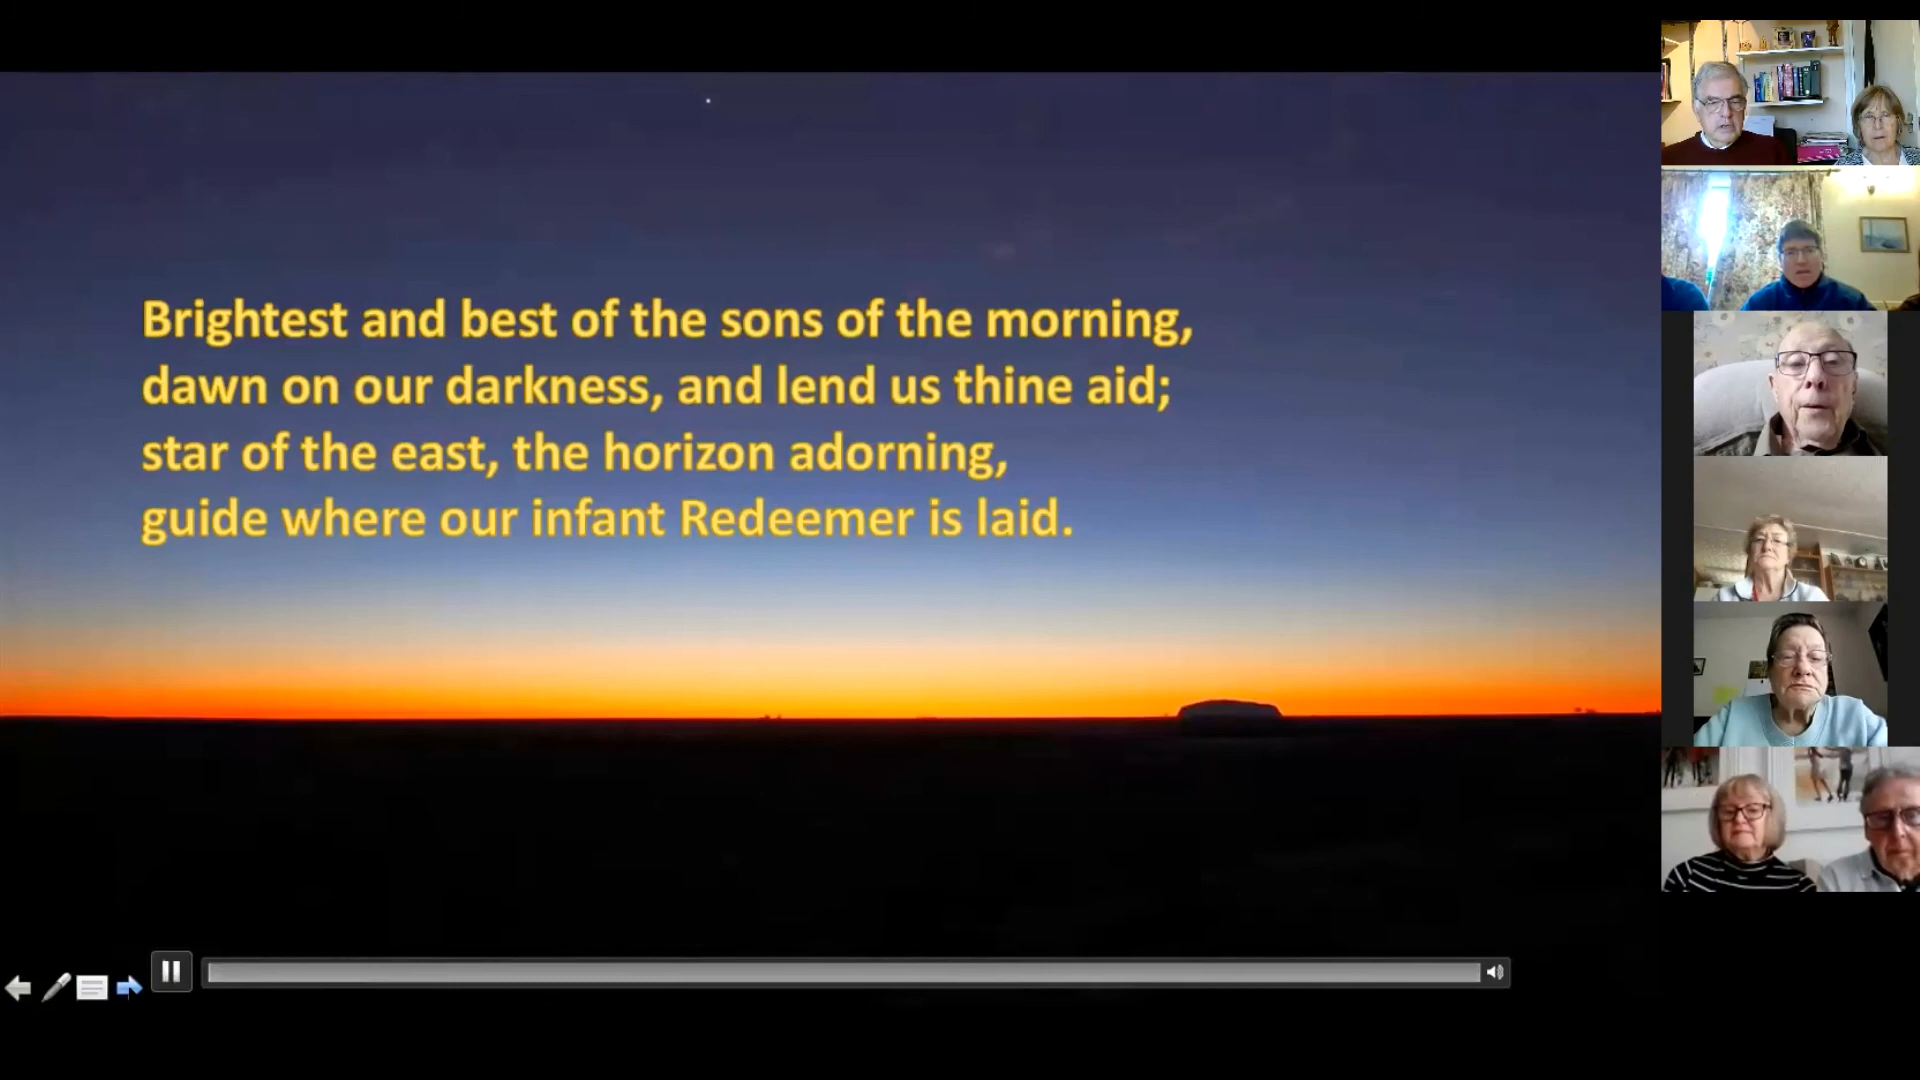 Brightest and best of the sons of the morning,
dawn on our darkness, and lend us thine aid;
star of the east, the horizon adorning,
guide where our infant Redeemer is laid.